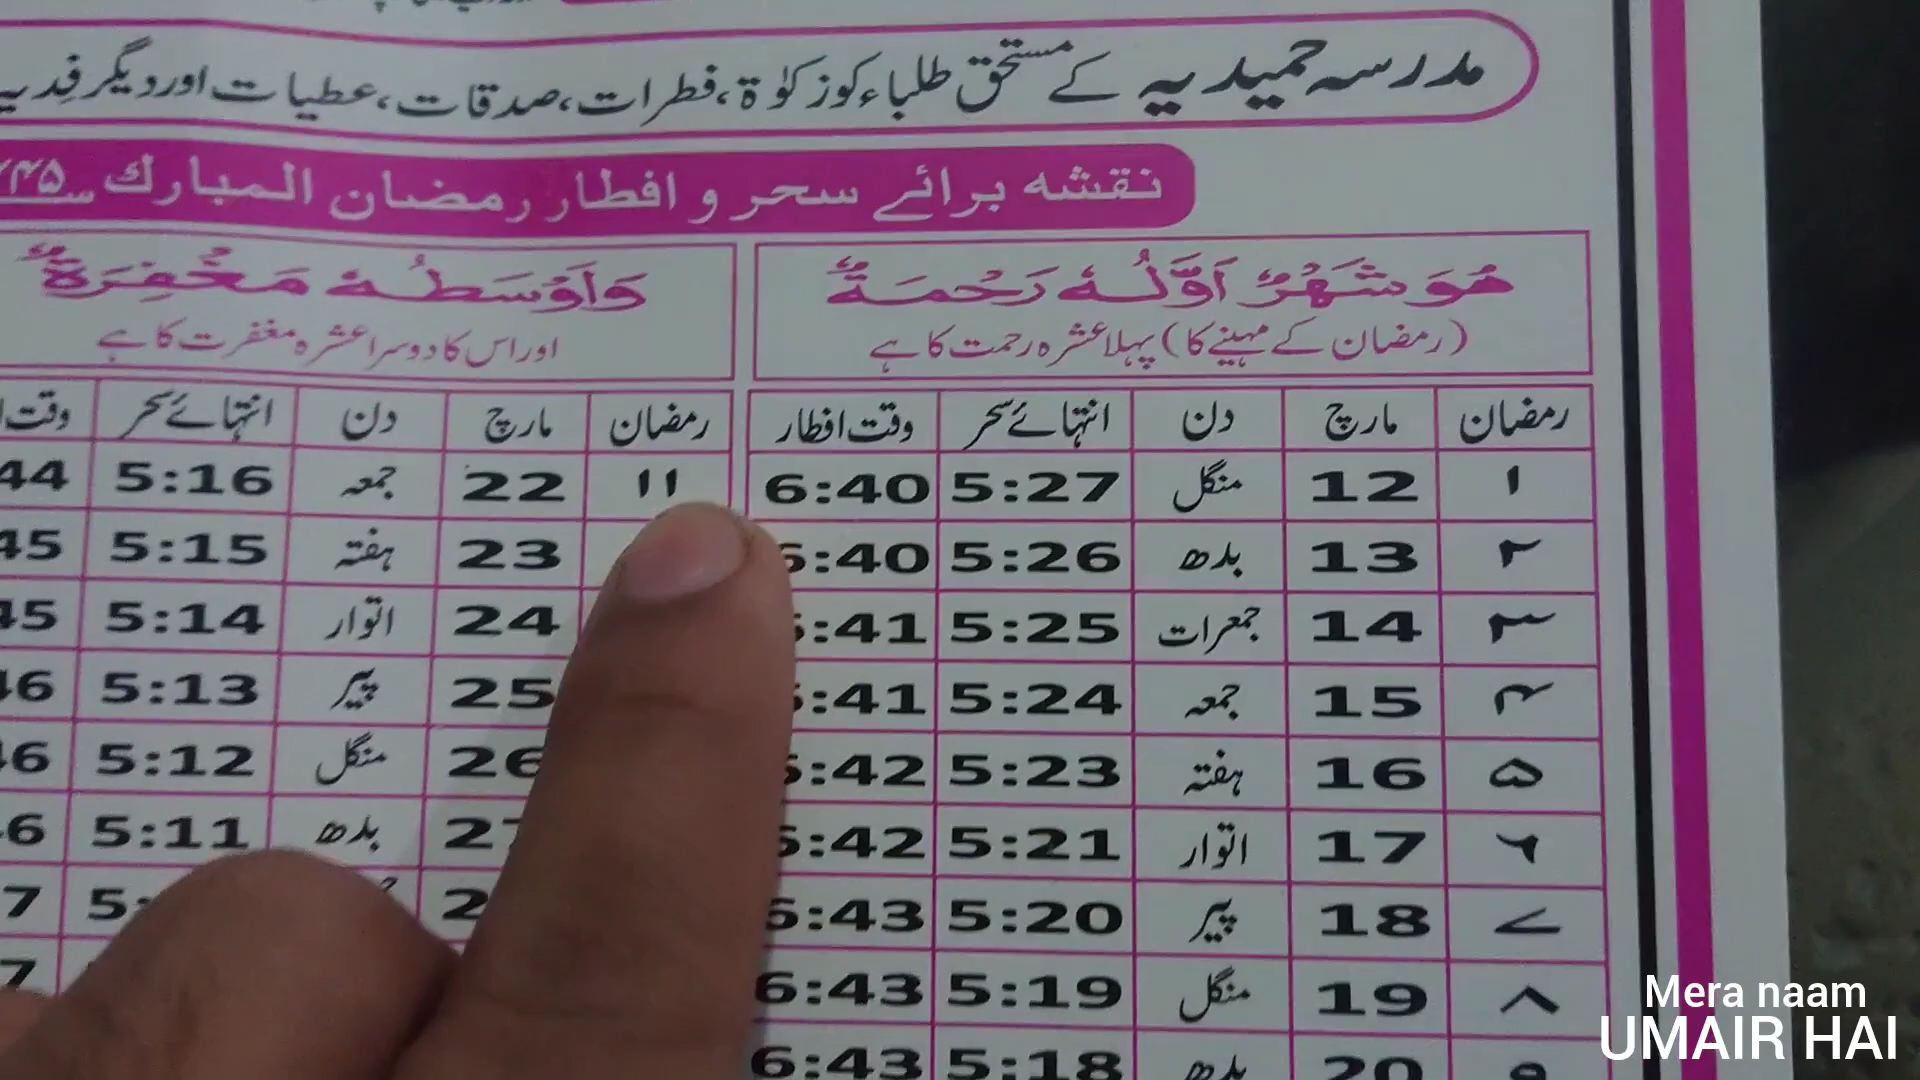 مدرسہ حمیدیہ کے مستحق طلباء کو زکوٰۃ، فطرات، صدقات، عطیات اور دیگر فدیہ
نقشہ برائے سحر و افطار رمضان المبارک
هُوَ شَهْرٌ اَوَّلُهٗ رَحْمَةٌ
(رمضان کے مہینے کا) پہلا عشرہ رحمت کا ہے
وَاَوْسَطُهٗ مَغْفِرَةٌ
اور اس کا دوسرا عشرہ مغفرت کا ہے
رمضان مارچ دن انتہائے سحر وقت افطار رمضان مارچ دن انتہائے سحر وقت
۱ 12 منگل 5:27 6:40 ۱۱ 22 جمعہ 5:16 44
۲ 13 بدھ 5:26 :40 23 ہفتہ 5:15 45
۳ 14 جمعرات 5:25 :41 24 اتوار 5:14 45
۴ 15 جمعہ 5:24 :41 25 پیر 5:13 46
۵ 16 ہفتہ 5:23 :42 26 منگل 5:12 46
۶ 17 اتوار 5:21 :42 2 بدھ 5:11 6
۷ 18 پیر 5:20 6:43 2 5: 7
۸ 19 منگل 5:19 6:43 7
۹ 20 بدھ 5:18 6:43
Mera naam
UMAIR HAI